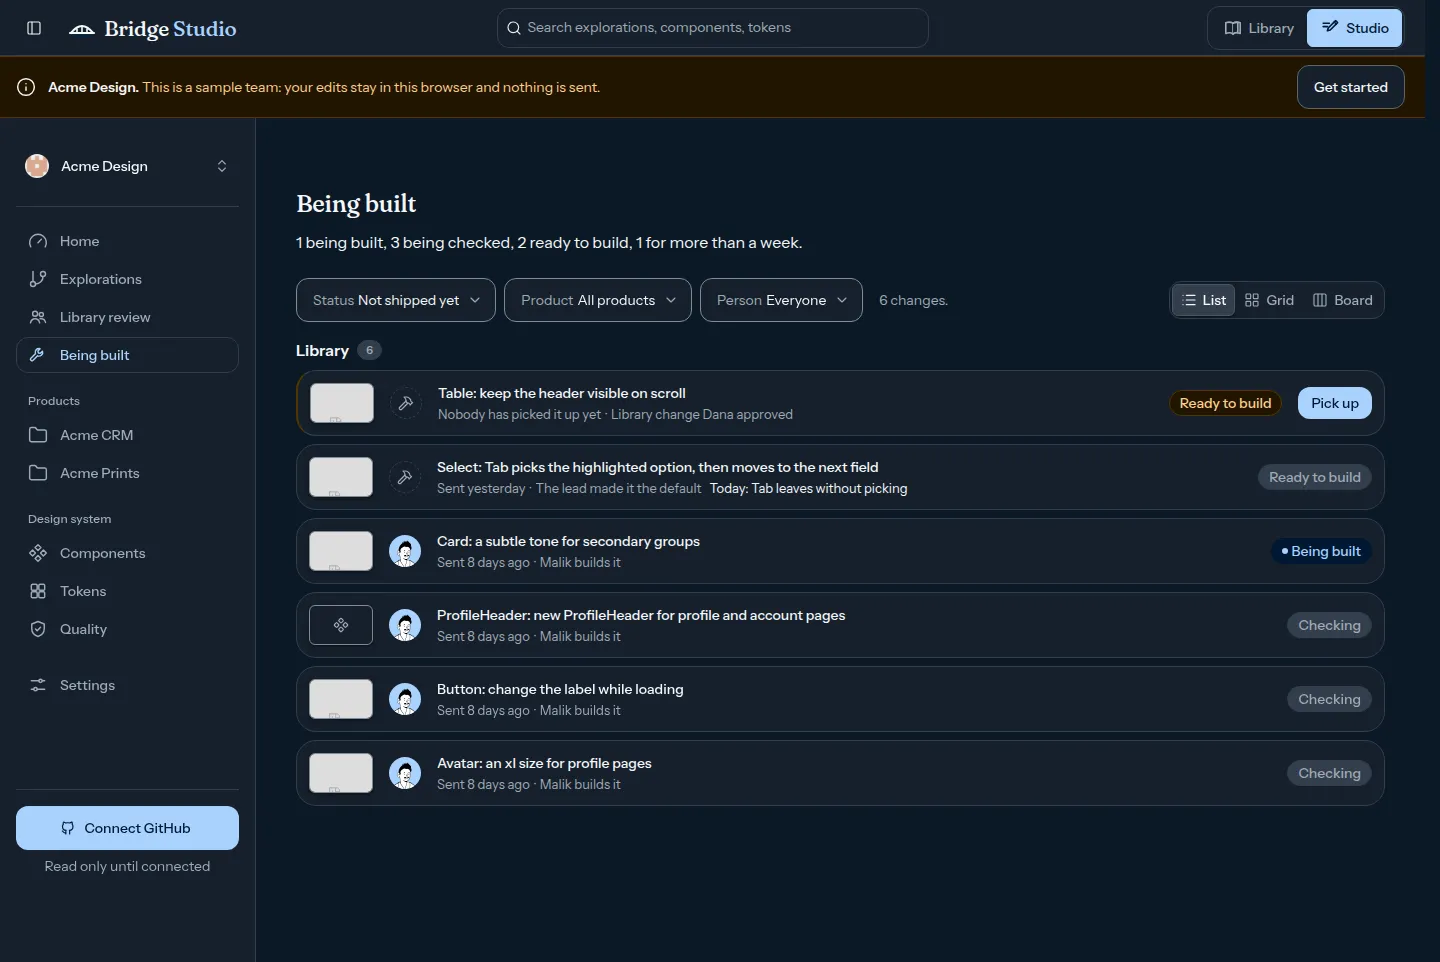 Bridge Studio
Search explorations, components, tokens
Library
Studio
Acme Design. This is a sample team: your edits stay in this browser and nothing is sent.
Get started
Acme Design
Home
Explorations
Library review
Being built
Products
Acme CRM
Acme Prints
Design system
Components
Tokens
Quality
Settings
Connect GitHub
Read only until connected
Being built
1 being built, 3 being checked, 2 ready to build, 1 for more than a week.
Status Not shipped yet
Product All products
Person Everyone
6 changes.
List
Grid
Board
Library 6
Table: keep the header visible on scroll
Nobody has picked it up yet · Library change Dana approved
Ready to build
Pick up
Select: Tab picks the highlighted option, then moves to the next field
Sent yesterday · The lead made it the default Today: Tab leaves without picking
Ready to build
Card: a subtle tone for secondary groups
Sent 8 days ago · Malik builds it
Being built
ProfileHeader: new ProfileHeader for profile and account pages
Sent 8 days ago · Malik builds it
Checking
Button: change the label while loading
Sent 8 days ago · Malik builds it
Checking
Avatar: an xl size for profile pages
Sent 8 days ago · Malik builds it
Checking